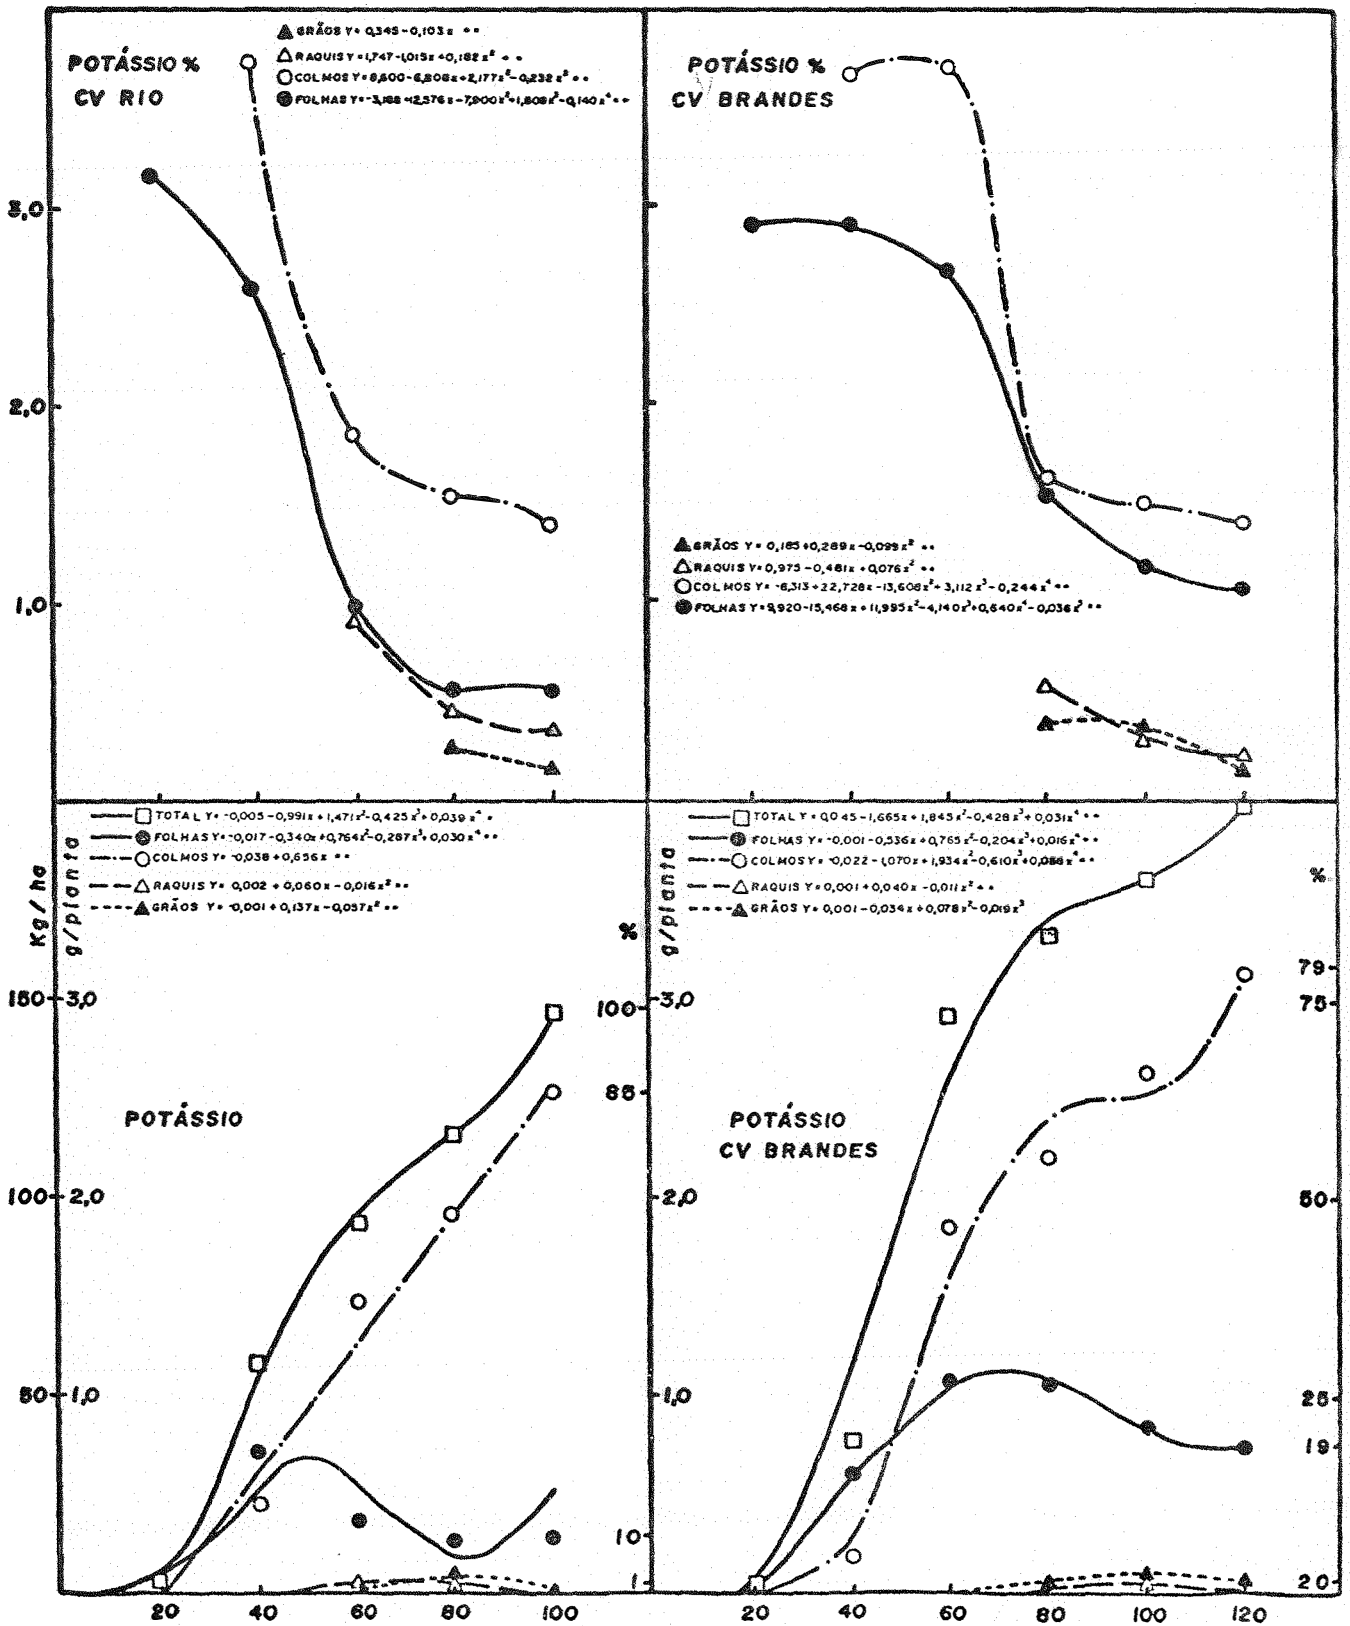 POTÁSSIO %
CV RIO
GRÃOS Y= 0,345-0,103x **
RAQUIS Y= 1,747-1,015x+0,182x² **
COLMOS Y= 8,600-6,808x+2,177x²-0,232x³ **
FOLHAS Y=-3,188+12,576x-7,900x²+1,808x³-0,140x⁴ **
3,0
2,0
1,0
POTÁSSIO %
CV BRANDES
GRÃOS Y= 0,185+0,289x-0,099x² **
RAQUIS Y= 0,975-0,481x+0,076x² **
COLMOS Y= -8,313+22,728x-13,608x²+3,112x³-0,244x⁴ **
FOLHAS Y= 9,920-15,468x+11,995x²-4,140x³+0,640x⁴-0,036x⁵ **
TOTAL Y= -0,005-0,991x+1,471x²-0,425x³+0,039x⁴ **
FOLHAS Y=-0,017-0,340x+0,764x²-0,287x³+0,030x⁴ **
COLMOS Y= -0,038+0,656x **
RAQUIS Y= 0,002+0,060x-0,016x² **
GRÃOS Y= -0,001+0,137x-0,057x² **
Kg/ha
g/planta
%
150 3,0
100 2,0
50 1,0
POTÁSSIO
100
85
10
1
20 40 60 80 100
TOTAL Y= 0,045-1,665x+1,845x²-0,428x³+0,031x⁴ **
FOLHAS Y= -0,001-0,536x+0,765x²-0,204x³+0,016x⁴ **
COLMOS Y= -0,022-1,070x+1,934x²-0,610x³
RAQUIS Y= 0,001+0,040x-0,011x² **
GRÃOS Y= 0,001-0,034x+0,078x²-0,019x³
g/planta
%
3,0
2,0
1,0
POTÁSSIO
CV BRANDES
79
75
50
25
19
20
20 40 60 80 100 120